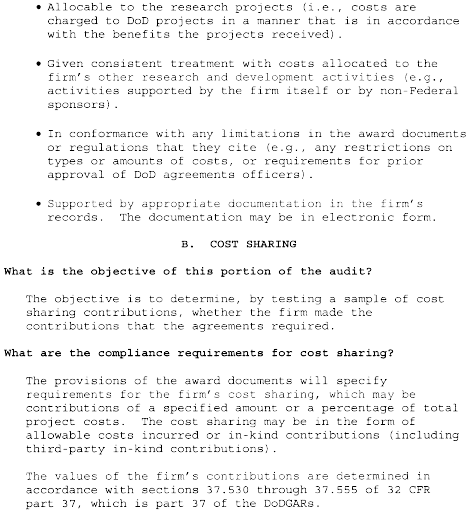 • Allocable to the research projects (i.e., costs are
charged to DoD projects in a manner that is in accordance
with the benefits the projects received).
• Given consistent treatment with costs allocated to the
firm's other research and development activities (e.g.,
activities supported by the firm itself or by non-Federal
sponsors).
• In conformance with any limitations in the award documents
or regulations that they cite (e.g., any restrictions on
types or amounts of costs, or requirements for prior
approval of DoD agreements officers).
• Supported by appropriate documentation in the firm's
records.  The documentation may be in electronic form.
B.  COST SHARING
What is the objective of this portion of the audit?
The objective is to determine, by testing a sample of cost
sharing contributions, whether the firm made the
contributions that the agreements required.
What are the compliance requirements for cost sharing?
The provisions of the award documents will specify
requirements for the firm's cost sharing, which may be
contributions of a specified amount or a percentage of total
project costs.  The cost sharing may be in the form of
allowable costs incurred or in-kind contributions (including
third-party in-kind contributions).
The values of the firm's contributions are determined in
accordance with sections 37.530 through 37.555 of 32 CFR
part 37, which is part 37 of the DoDGARs.